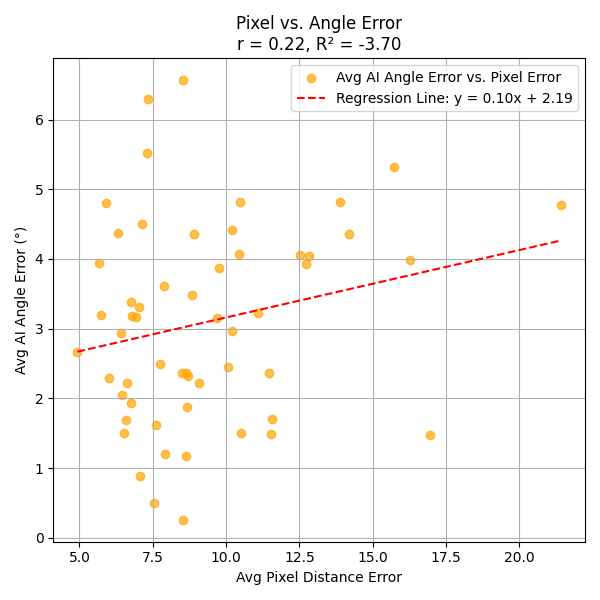 Pixel vs. Angle Error
r = 0.22, R² = -3.70
Avg AI Angle Error vs. Pixel Error
Regression Line: y = 0.10x + 2.19
Avg AI Angle Error (°)
6
5
4
3
2
1
0
5.0 7.5 10.0 12.5 15.0 17.5 20.0
Avg Pixel Distance Error